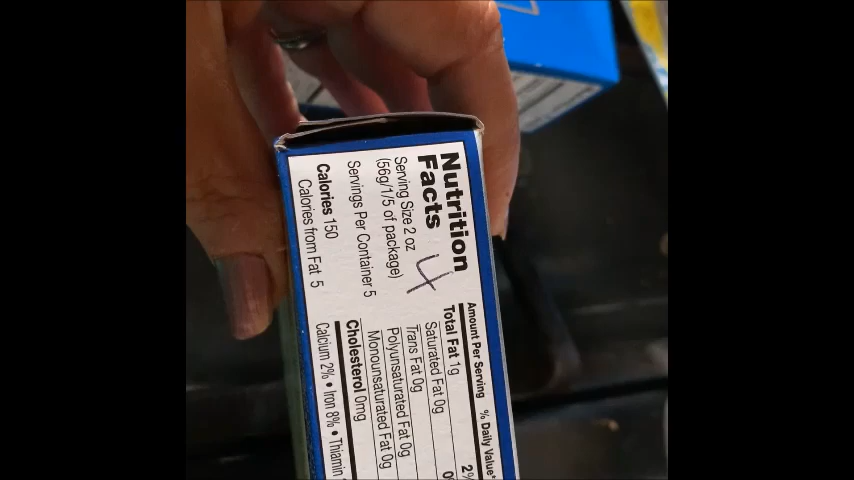 Nutrition
Facts
Serving Size 2 oz
(56g/1/5 of package)
Servings Per Container 5
Calories 150
Calories from Fat 5
4
Amount Per Serving % Daily Value*
Total Fat 1g 2%
Saturated Fat 0g
Trans Fat 0g
Polyunsaturated Fat 0g
Monounsaturated Fat 0g
Cholesterol 0mg
Calcium 2% • Iron 8% • Thiamin